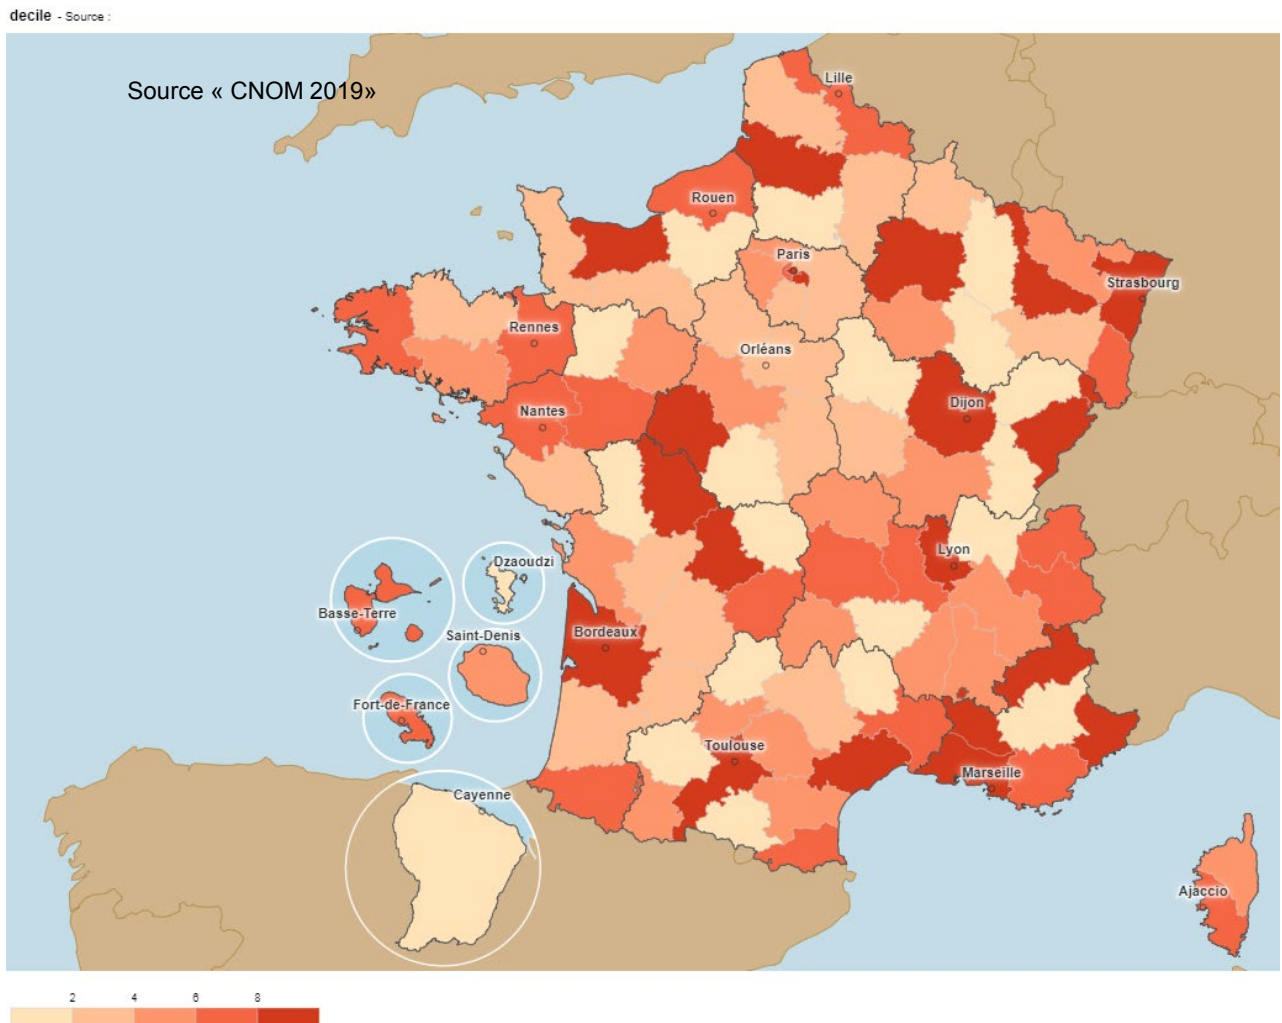 decile - Source :
Source « CNOM 2019»
Lille
Rouen
Paris
Strasbourg
Rennes
Orléans
Nantes
Dijon
Lyon
Dzaoudzi
Basse-Terre
Saint-Denis
Bordeaux
Fort-de-France
Toulouse
Marseille
Cayenne
Ajaccio
2 4 6 8